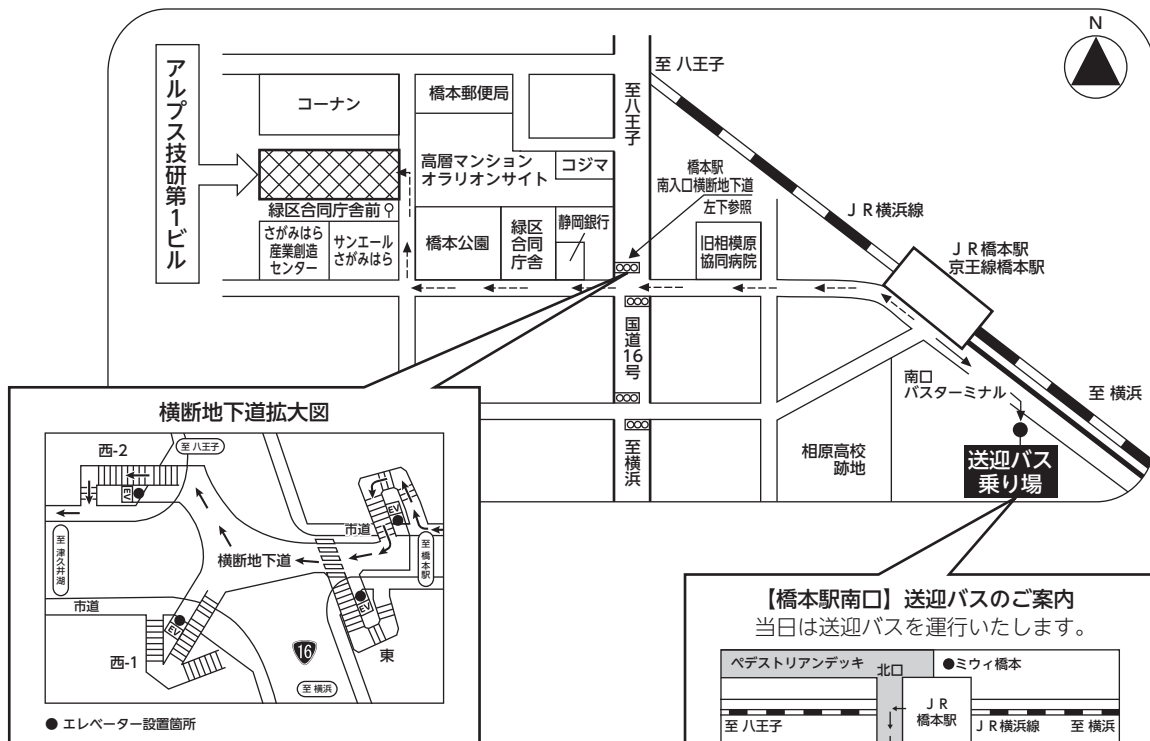 N
アルプス技研第1ビル
コーナン
橋本郵便局
至八王子
至 八王子
高層マンション
オラリオンサイト
コジマ
橋本駅
南入口横断地下道
左下参照
JR横浜線
緑区合同庁舎前
さがみはら
産業創造
センター
サンエール
さがみはら
橋本公園
緑区
合同
庁舎
静岡銀行
旧相模原
協同病院
JR橋本駅
京王線橋本駅
国道16号
至横浜
南口
バスターミナル
至 横浜
相原高校
跡地
送迎バス
乗り場
横断地下道拡大図
西-2
至 八王子
EV
EV
市道
横断地下道
至 津久井湖
至 橋本駅
市道
EV
EV
西-1
16
東
至 横浜
● エレベーター設置箇所
【橋本駅南口】送迎バスのご案内
当日は送迎バスを運行いたします。
ペデストリアンデッキ
北口
●ミウィ橋本
至 八王子
JR
橋本駅
JR横浜線
至 横浜